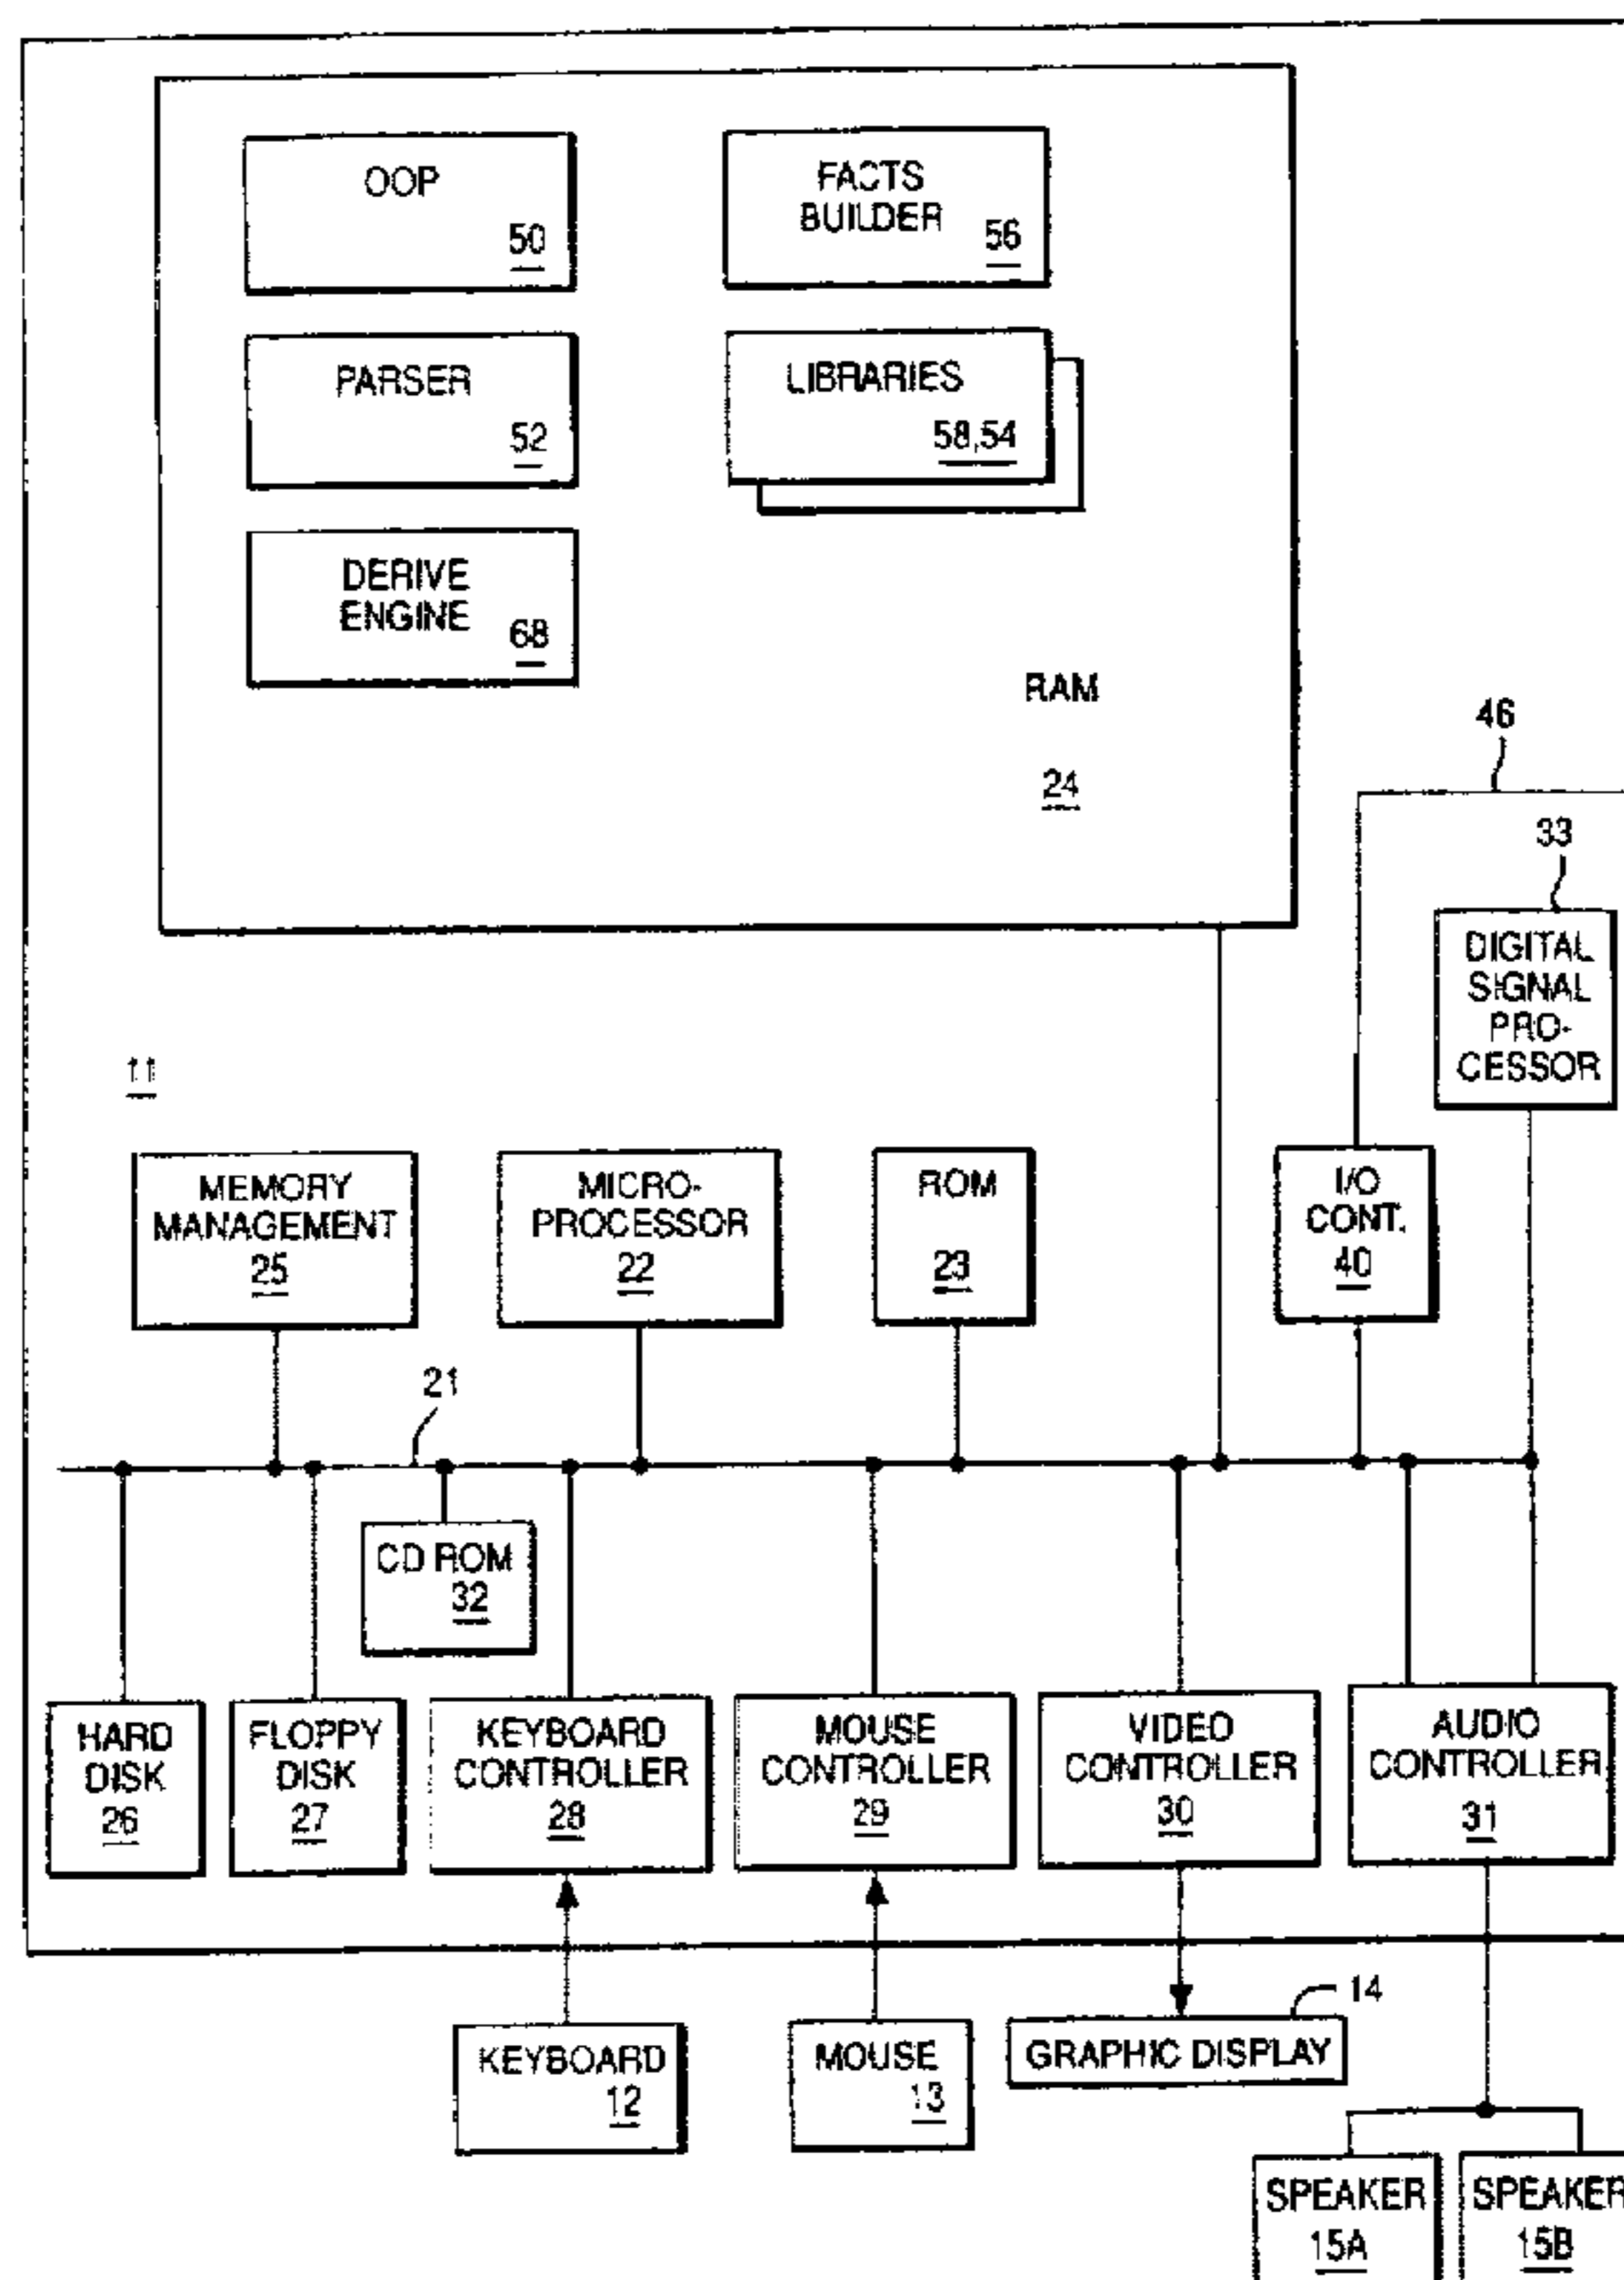 OOP
50
FACTS
BUILDER
56
PARSER
52
LIBRARIES
58,54
DERIVE
ENGINE
68
RAM
24
46
33
DIGITAL
SIGNAL
PRO-
CESSOR
11
MEMORY
MANAGEMENT
25
MICRO-
PROCESSOR
22
ROM
23
I/O
CONT.
40
21
CD ROM
32
HARD
DISK
26
FLOPPY
DISK
27
KEYBOARD
CONTROLLER
28
MOUSE
CONTROLLER
29
VIDEO
CONTROLLER
30
AUDIO
CONTROLLER
31
KEYBOARD
12
MOUSE
13
14
GRAPHIC DISPLAY
SPEAKER
15A
SPEAKER
15B